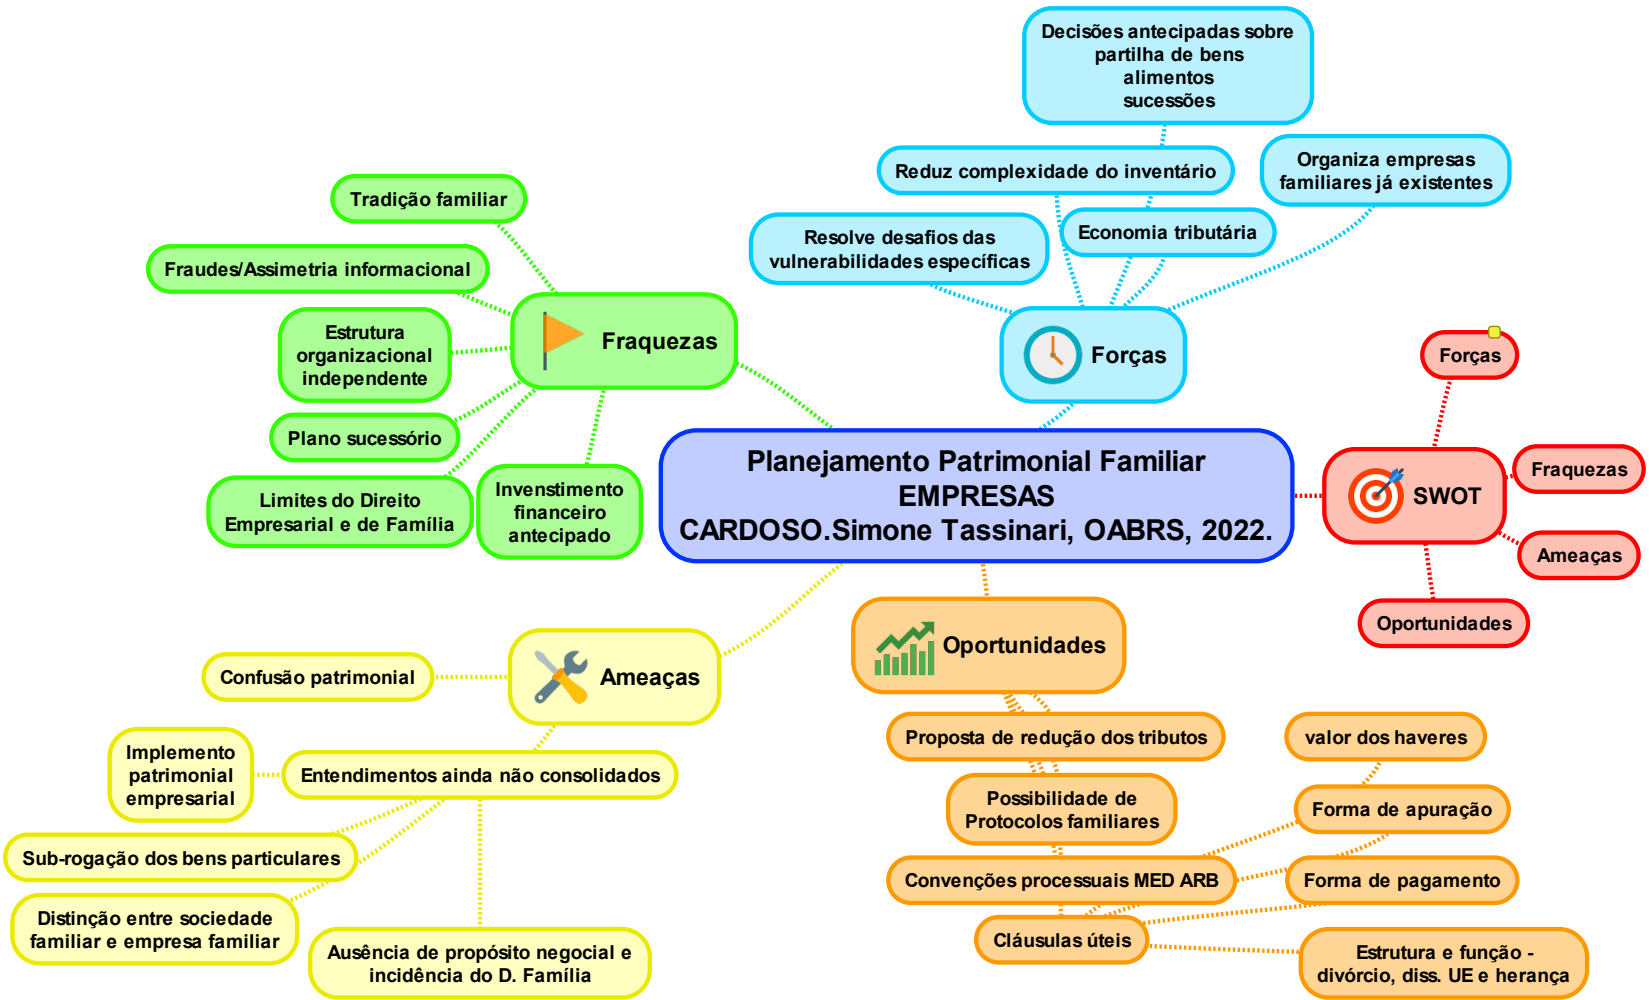 Decisões antecipadas sobre
partilha de bens
alimentos
sucessões
Reduz complexidade do inventário
Organiza empresas
familiares já existentes
Resolve desafios das
vulnerabilidades específicas
Economia tributária
Forças
Tradição familiar
Fraudes/Assimetria informacional
Estrutura
organizacional
independente
Fraquezas
Plano sucessório
Limites do Direito
Empresarial e de Família
Invenstimento
financeiro
antecipado
Planejamento Patrimonial Familiar
EMPRESAS
CARDOSO.Simone Tassinari, OABRS, 2022.
SWOT
Forças
Fraquezas
Ameaças
Oportunidades
Ameaças
Confusão patrimonial
Entendimentos ainda não consolidados
Implemento
patrimonial
empresarial
Sub-rogação dos bens particulares
Distinção entre sociedade
familiar e empresa familiar
Ausência de propósito negocial e
incidência do D. Família
Oportunidades
Proposta de redução dos tributos
Possibilidade de
Protocolos familiares
Convenções processuais MED ARB
Cláusulas úteis
valor dos haveres
Forma de apuração
Forma de pagamento
Estrutura e função -
divórcio, diss. UE e herança